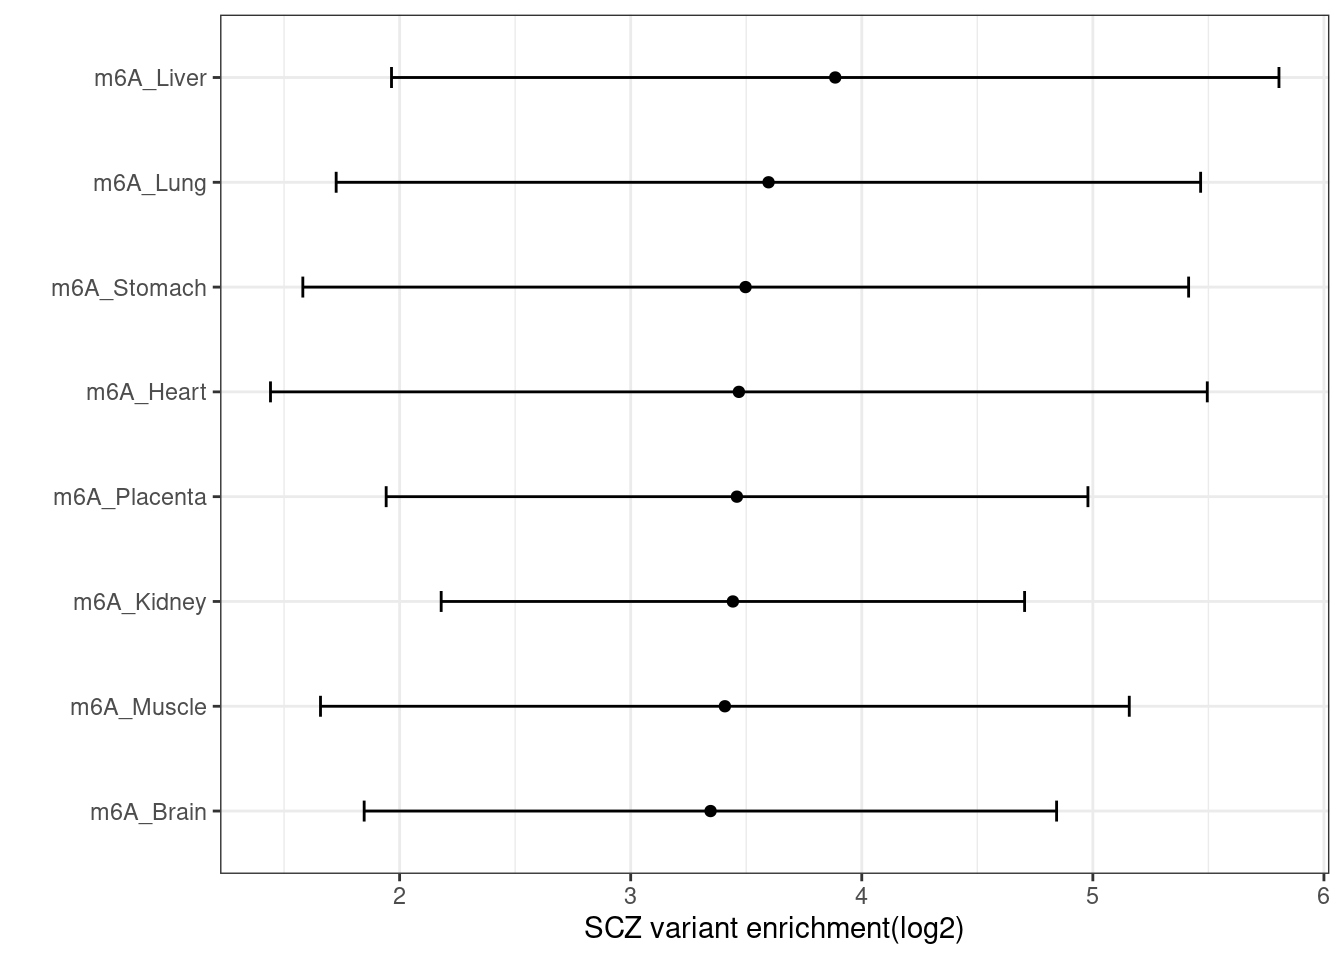 m6A_Liver
m6A_Lung
m6A_Stomach
m6A_Heart
m6A_Placenta
m6A_Kidney
m6A_Muscle
m6A_Brain
2 3 4 5 6
SCZ variant enrichment(log2)